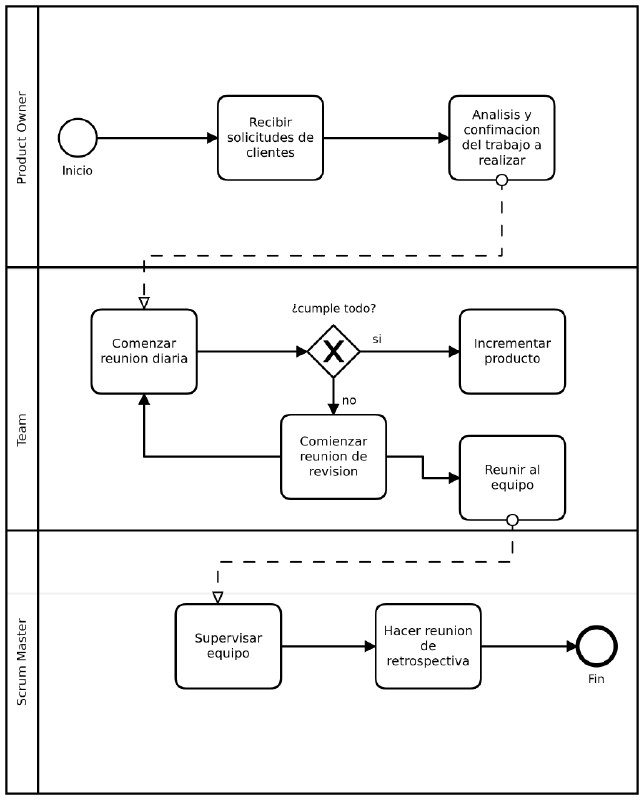 Product Owner
Inicio
Recibir
solicitudes de
clientes
Analisis y
confimacion
del trabajo a
realizar
Team
Comenzar
reunion diaria
¿cumple todo?
si
no
Incrementar
producto
Comienzar
reunion de
revision
Reunir al
equipo
Scrum Master
Supervisar
equipo
Hacer reunion
de
retrospectiva
Fin